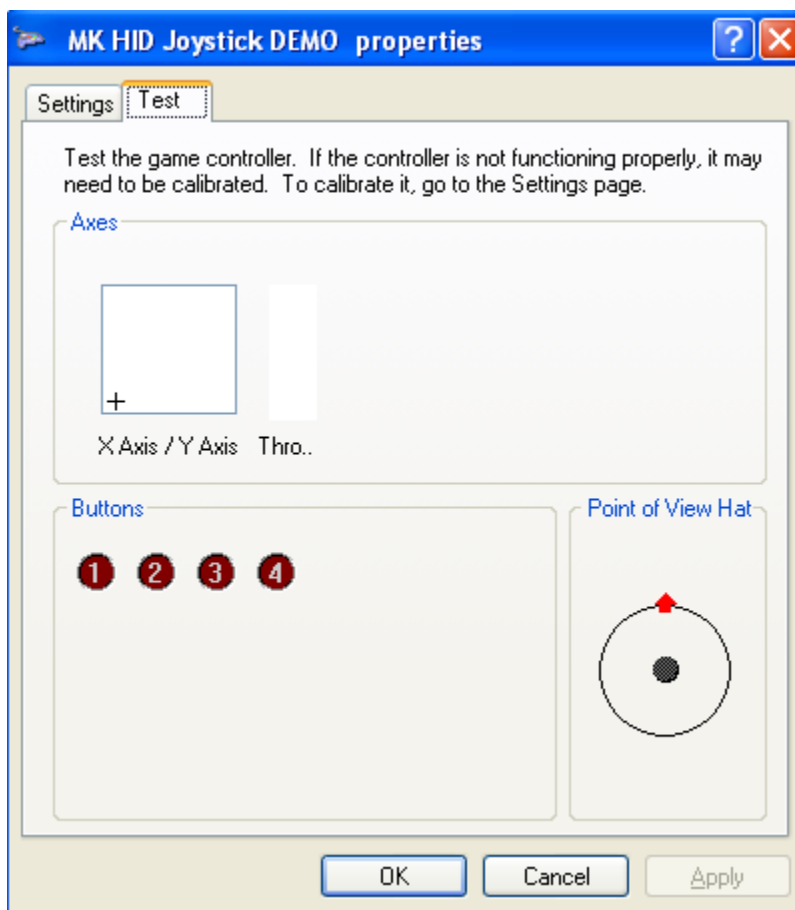 MK HID Joystick DEMO  properties
Settings
Test
Test the game controller.  If the controller is not functioning properly, it may
need to be calibrated.  To calibrate it, go to the Settings page.
Axes
X Axis / Y Axis
Thro..
Buttons
Point of View Hat
1 2 3 4
OK
Cancel
Apply